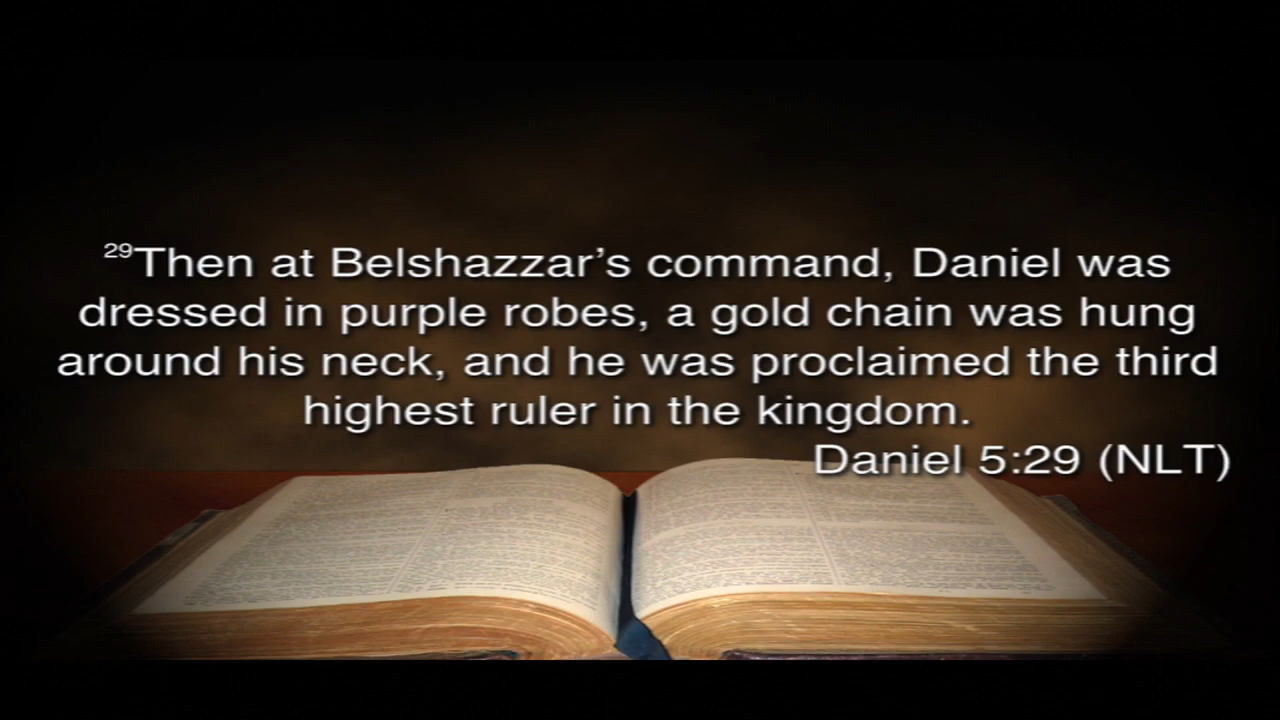 29Then at Belshazzar’s command, Daniel was
dressed in purple robes, a gold chain was hung
around his neck, and he was proclaimed the third
highest ruler in the kingdom.
Daniel 5:29 (NLT)